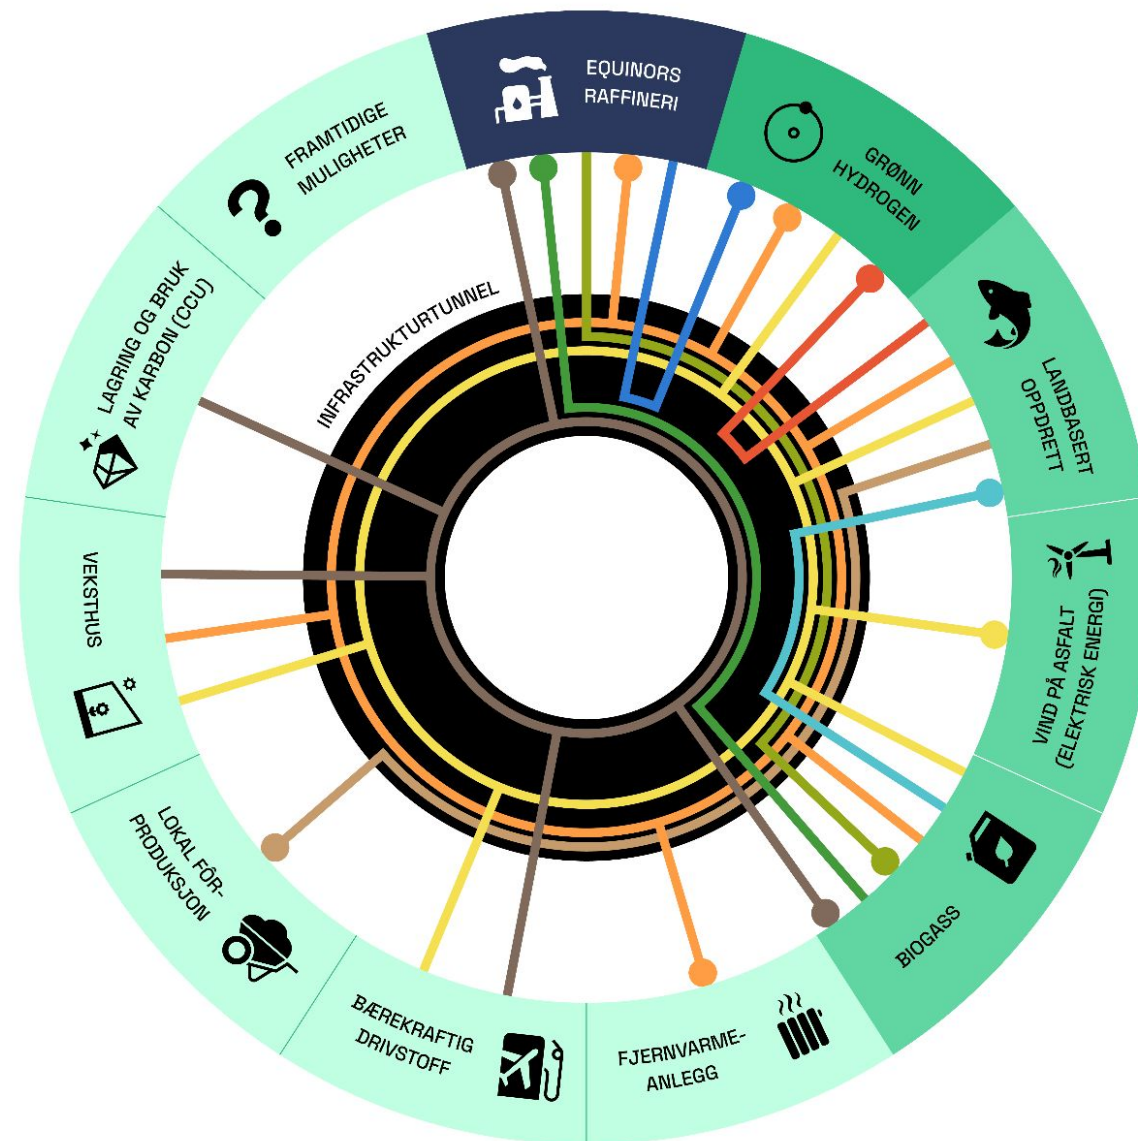 EQUINORS
RAFFINERI
GRØNN
HYDROGEN
LANDBASERT
OPPDRETT
VIND PÅ ASFALT
(ELEKTRISK ENERGI)
BIOGASS
FJERNVARME-
ANLEGG
BÆREKRAFTIG
DRIVSTOFF
LOKAL FÔR-
PRODUKSJON
VEKSTHUS
LAGRING OG BRUK
AV KARBON (CCU)
FRAMTIDIGE
MULIGHETER
INFRASTRUKTURTUNNEL